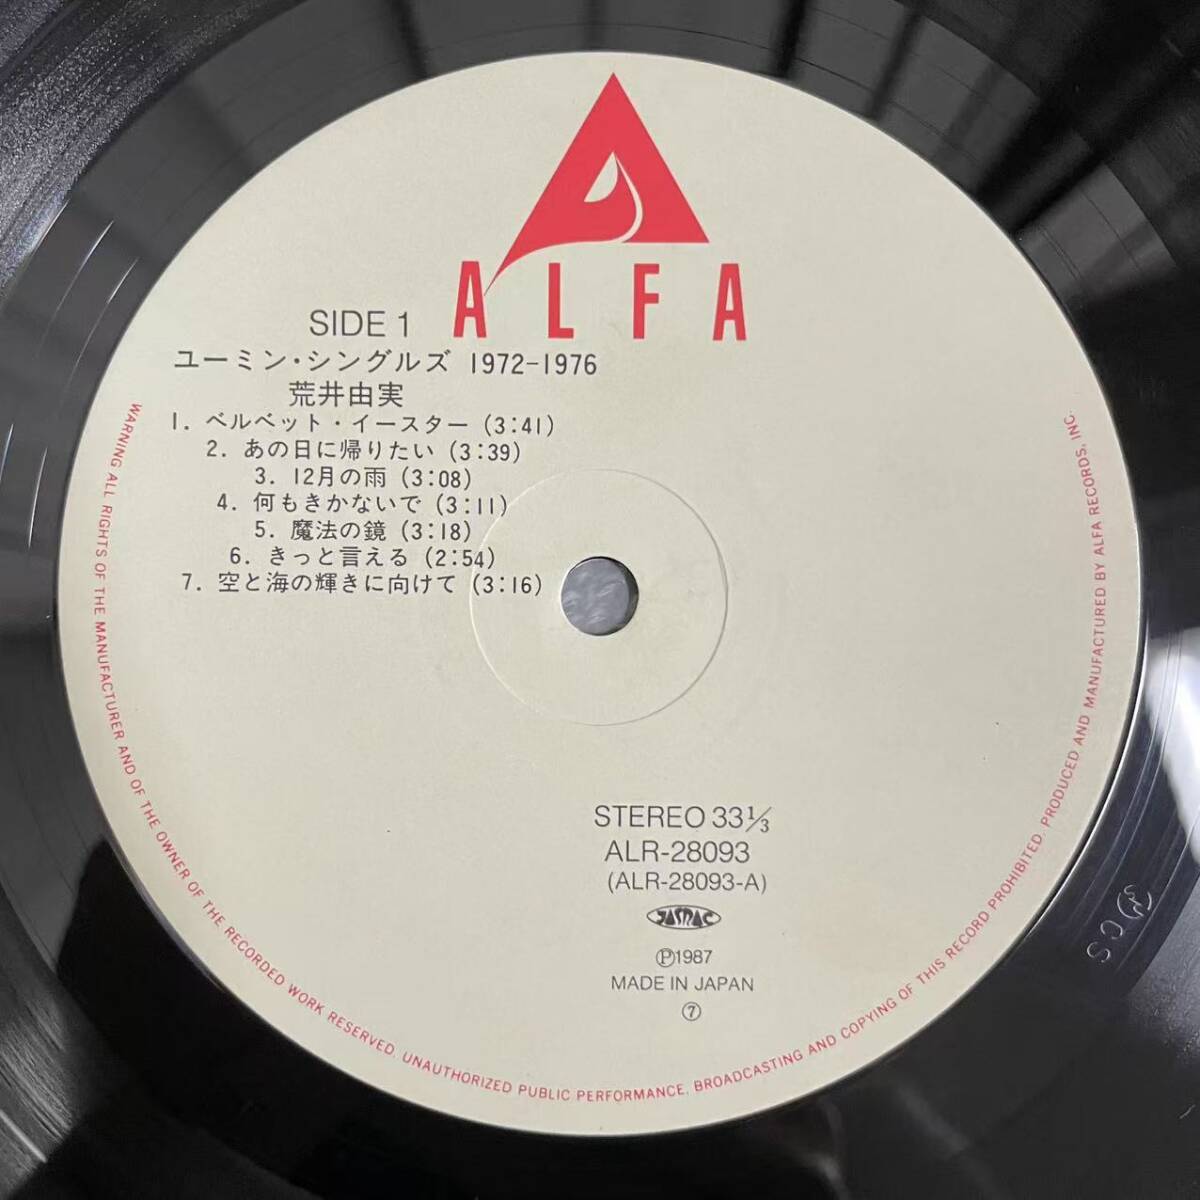 ALFA
SIDE 1
ユーミン・シングルズ 1972-1976
荒井由実
1. ベルベット・イースター (3:41)
2. あの日に帰りたい (3:39)
3. 12月の雨 (3:08)
4. 何もきかないで (3:11)
5. 魔法の鏡 (3:18)
6. きっと言える (2:54)
7. 空と海の輝きに向けて (3:16)
STEREO 33⅓
ALR-28093
(ALR-28093-A)
JASRAC
Ⓟ1987
MADE IN JAPAN
⑦
WARNING ALL RIGHTS OF THE MANUFACTURER AND OF THE OWNER OF THE RECORDED WORK RESERVED. UNAUTHORIZED PUBLIC PERFORMANCE, BROADCASTING AND COPYING OF THIS RECORD PROHIBITED. PRODUCED AND MANUFACTURED BY ALFA RECORDS, INC.